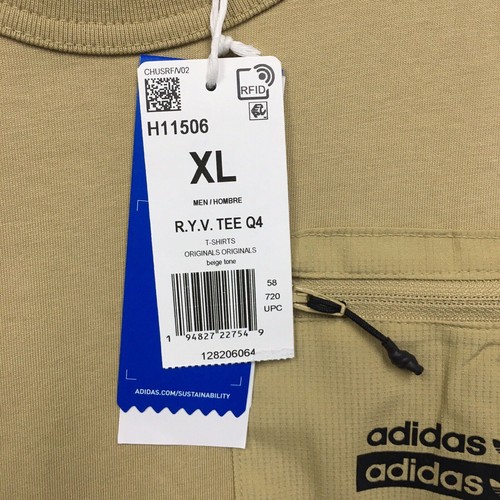 CHUSRF/V02
RFID
H11506
XL
MEN / HOMBRE
R.Y.V. TEE Q4
T-SHIRTS
ORIGINALS ORIGINALS
beige tone
58
720
UPC
1 94827 22754 9
128206064
ADIDAS.COM/SUSTAINABILITY
adidas
adidas